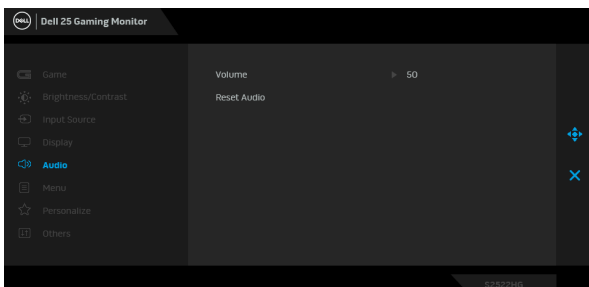 DELL
Dell 25 Gaming Monitor
Game
Brightness/Contrast
Input Source
Display
Audio
Menu
Personalize
Others
Volume
50
Reset Audio
S2522HG